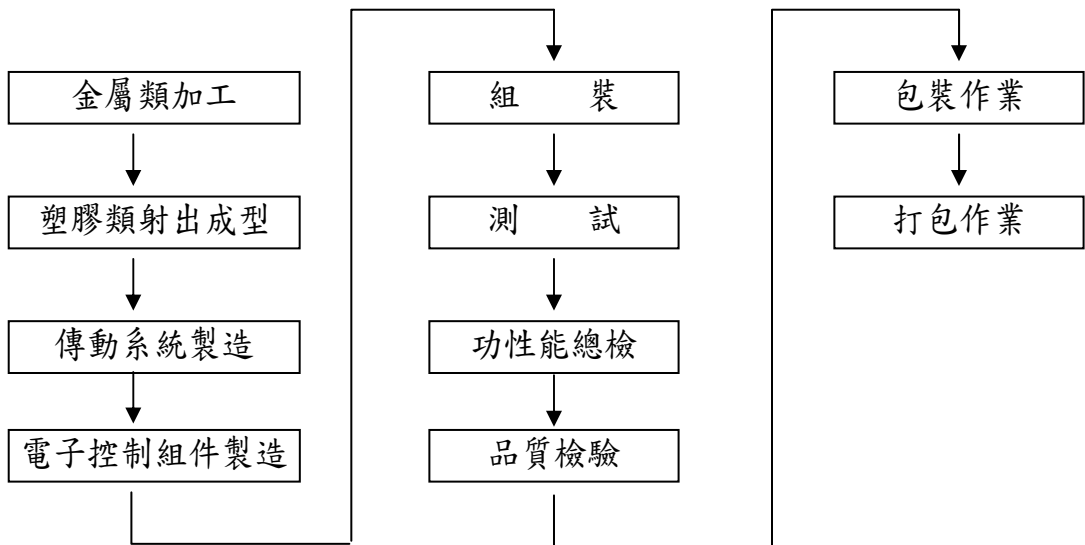 金屬類加工
塑膠類射出成型
傳動系統製造
電子控制組件製造
組 裝
測 試
功性能總檢
品質檢驗
包裝作業
打包作業